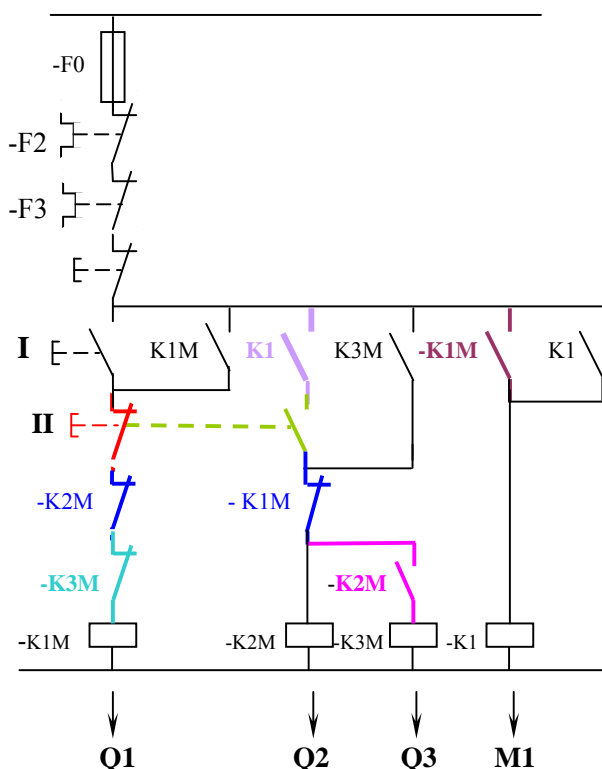 -F0
-F2
-F3
I K1M K1 K3M -K1M K1
II
-K2M - K1M
-K3M -K2M
-K1M -K2M -K3M -K1
Q1 Q2 Q3 M1